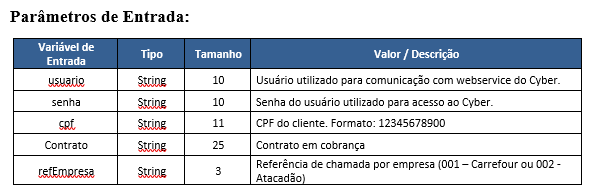 Parâmetros de Entrada:
Variável de Entrada Tipo Tamanho Valor / Descrição
usuario String 10 Usuário utilizado para comunicação com webservice do Cyber.
senha String 10 Senha do usuário utilizado para acesso ao Cyber.
cpf String 11 CPF do cliente. Formato: 12345678900
Contrato String 25 Contrato em cobrança
refEmpresa String 3 Referência de chamada por empresa (001 – Carrefour ou 002 -
Atacadão)